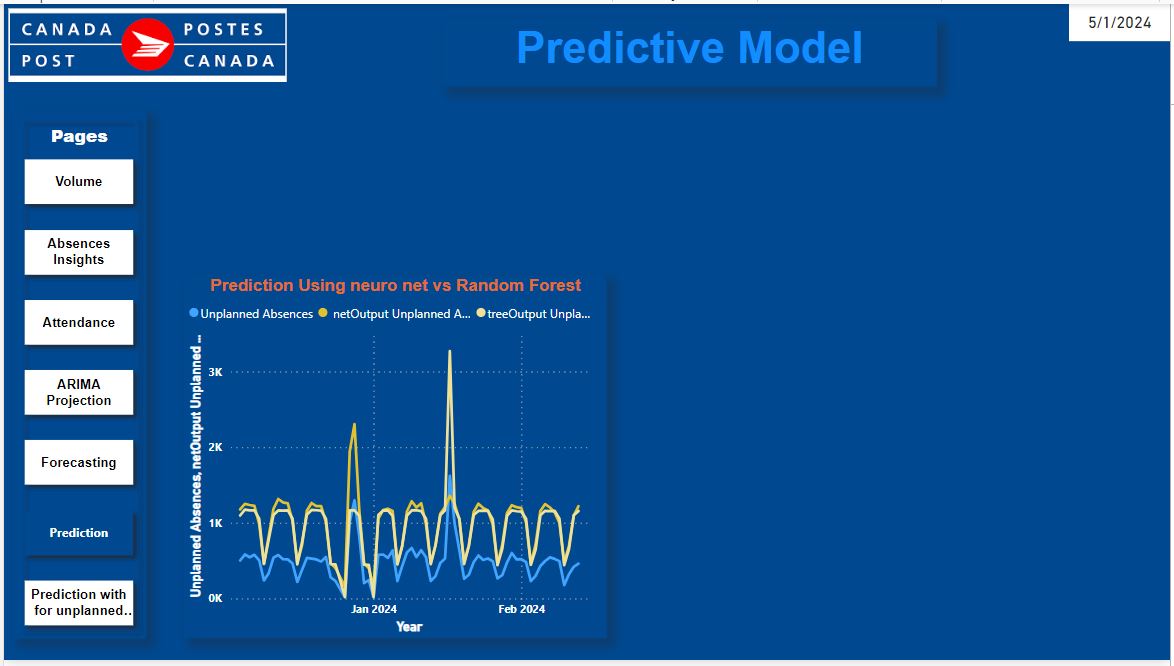 CANADA POSTES
POST CANADA
Predictive Model
5/1/2024
Pages
Volume
Absences
Insights
Attendance
ARIMA
Projection
Forecasting
Prediction
Prediction with
for unplanned..
Prediction Using neuro net vs Random Forest
Unplanned Absences netOutput Unplanned A... treeOutput Unpla...
Unplanned Absences, netOutput Unplanned ...
3K
2K
1K
0K
Jan 2024 Feb 2024
Year